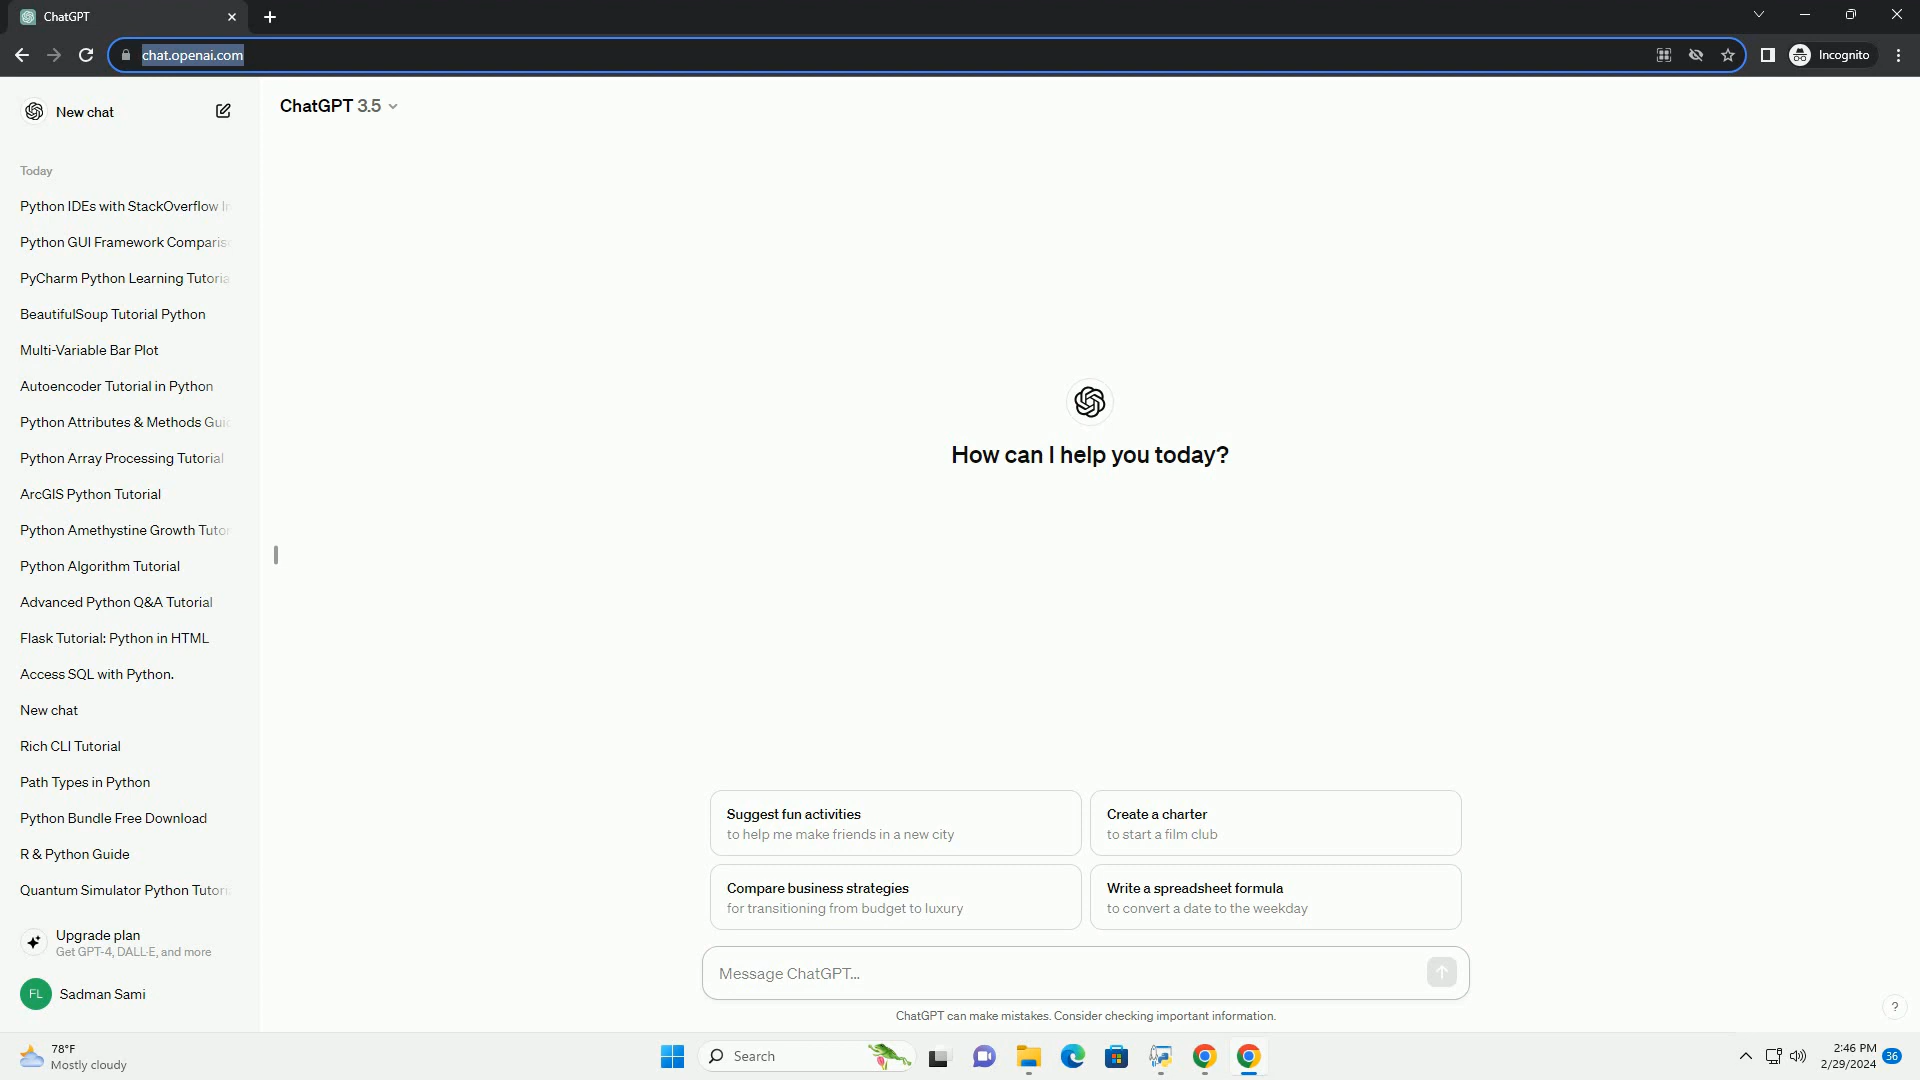 ChatGPT
chat.openai.com
Incognito
New chat
ChatGPT 3.5
Today
Python IDEs with StackOverflow
Python GUI Framework Comparis
PyCharm Python Learning Tutoria
BeautifulSoup Tutorial Python
Multi-Variable Bar Plot
Autoencoder Tutorial in Python
Python Attributes & Methods Gui
Python Array Processing Tutorial
ArcGIS Python Tutorial
Python Amethystine Growth Tutor
Python Algorithm Tutorial
Advanced Python Q&A Tutorial
Flask Tutorial: Python in HTML
Access SQL with Python.
New chat
Rich CLI Tutorial
Path Types in Python
Python Bundle Free Download
R & Python Guide
Quantum Simulator Python Tutori
Upgrade plan
Get GPT-4, DALL·E, and more
FL
Sadman Sami
How can I help you today?
Suggest fun activities
to help me make friends in a new city
Create a charter
to start a film club
Compare business strategies
for transitioning from budget to luxury
Write a spreadsheet formula
to convert a date to the weekday
Message ChatGPT...
ChatGPT can make mistakes. Consider checking important information.
?
78°F
Mostly cloudy
Search
2:46 PM
2/29/2024
36